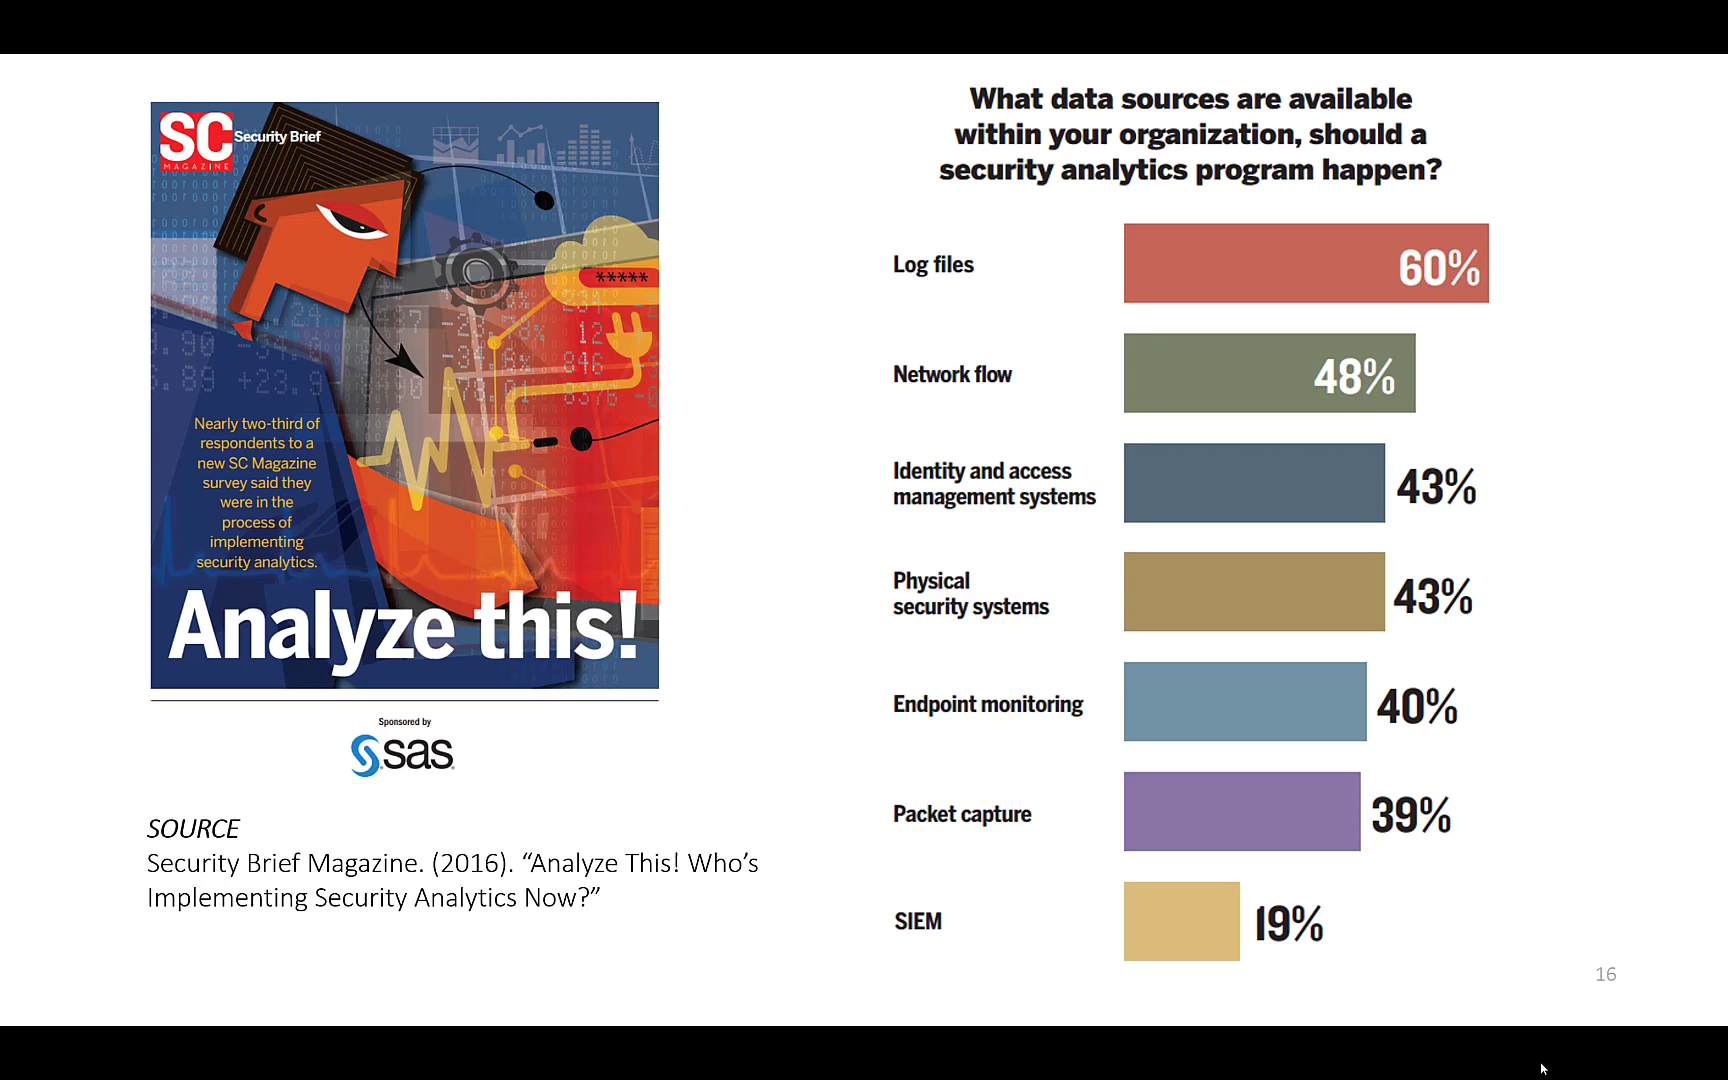 SC
MAGAZINE
Security Brief
*****
Nearly two-third of
respondents to a
new SC Magazine
survey said they
were in the
process of
implementing
security analytics.
Analyze this!
Sponsored by
sas
SOURCE
Security Brief Magazine. (2016). “Analyze This! Who’s
Implementing Security Analytics Now?”
What data sources are available
within your organization, should a
security analytics program happen?
Log files
60%
Network flow
48%
Identity and access
management systems
43%
Physical
security systems
43%
Endpoint monitoring
40%
Packet capture
39%
SIEM
19%
16